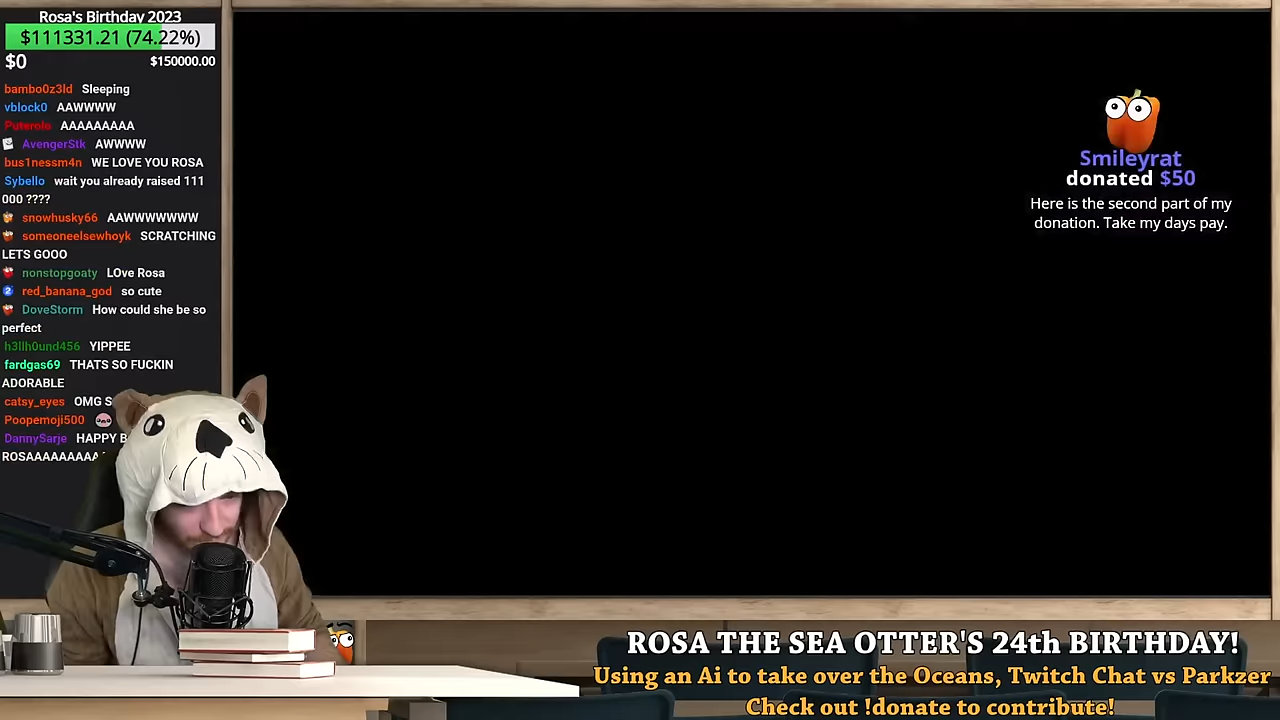 Rosa's Birthday 2023
$111331.21 (74.22%)
$0 $150000.00
bambo0z3ld Sleeping
vblock0 AAWWWW
Puterolo AAAAAAAAA
AvengerStk AWWWW
bus1nessm4n WE LOVE YOU ROSA
Sybello wait you already raised 111
000 ????
snowhusky66 AAWWWWWWW
someoneelsewhoyk SCRATCHING
LETS GOOO
nonstopgoaty LOve Rosa
red_banana_god so cute
DoveStorm How could she be so
perfect
h3llh0und456 YIPPEE
fardgas69 THATS SO FUCKIN
ADORABLE
catsy_eyes OMG S
Poopemoji500
DannySarje HAPPY B
ROSAAAAAAAAA
Smileyrat
donated $50
Here is the second part of my
donation. Take my days pay.
ROSA THE SEA OTTER'S 24th BIRTHDAY!
Using an Ai to take over the Oceans, Twitch Chat vs Parkzer
Check out !donate to contribute!